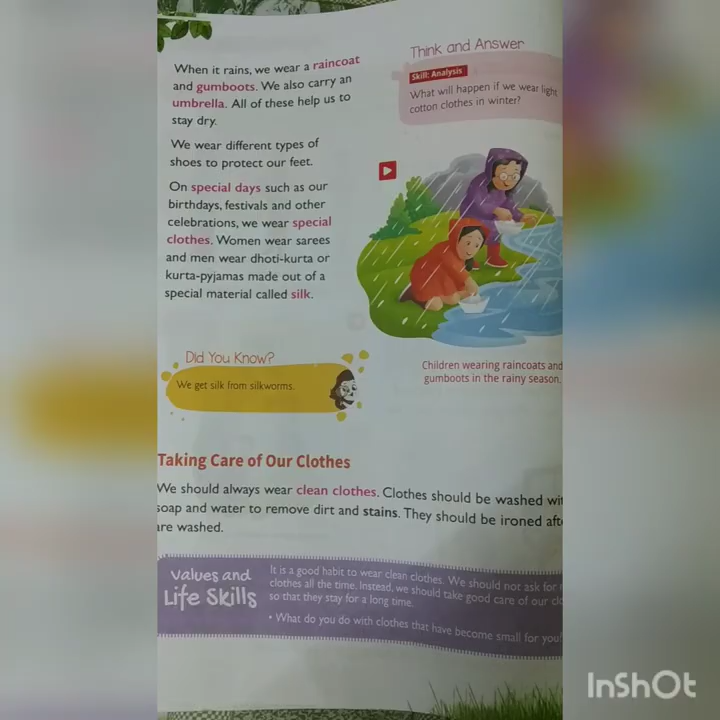 When it rains, we wear a raincoat
and gumboots. We also carry an
umbrella. All of these help us to
stay dry.
We wear different types of
shoes to protect our feet.
On special days such as our
birthdays, festivals and other
celebrations, we wear special
clothes. Women wear sarees
and men wear dhoti-kurta or
kurta-pyjamas made out of a
special material called silk.
Think and Answer
Skill: Analysis
What will happen if we wear light
cotton clothes in winter?
Children wearing raincoats and
gumboots in the rainy season.
Did You Know?
We get silk from silkworms.
Taking Care of Our Clothes
We should always wear clean clothes. Clothes should be washed
soap and water to remove dirt and stains. They should be ironed
are washed.
Values and
Life Skills
It is a good habit to wear clean clothes. We should not ask for
clothes all the time. Instead, we should take good care of our
so that they stay for a long time.
• What do you do with clothes that have become small for you?
InShOt